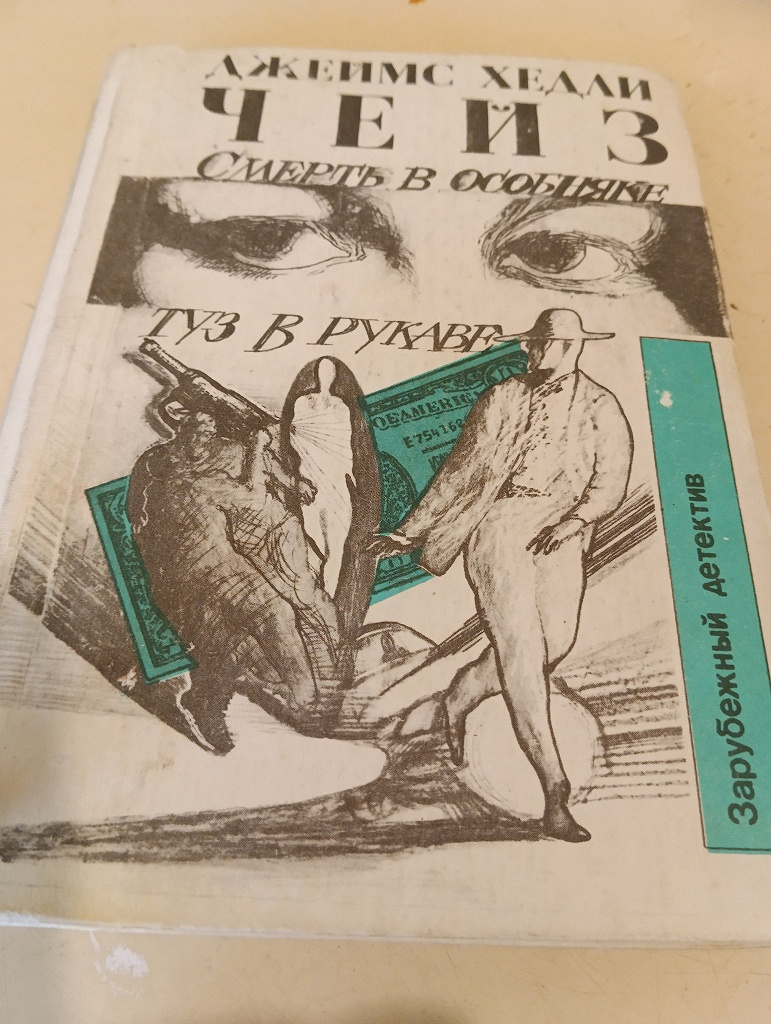 ДЖЕЙМС ХЕДЛИ
ЧЕЙЗ
СМЕРТЬ В ОСОБНЯКЕ
ТУЗ В РУКАВЕ
Зарубежный детектив